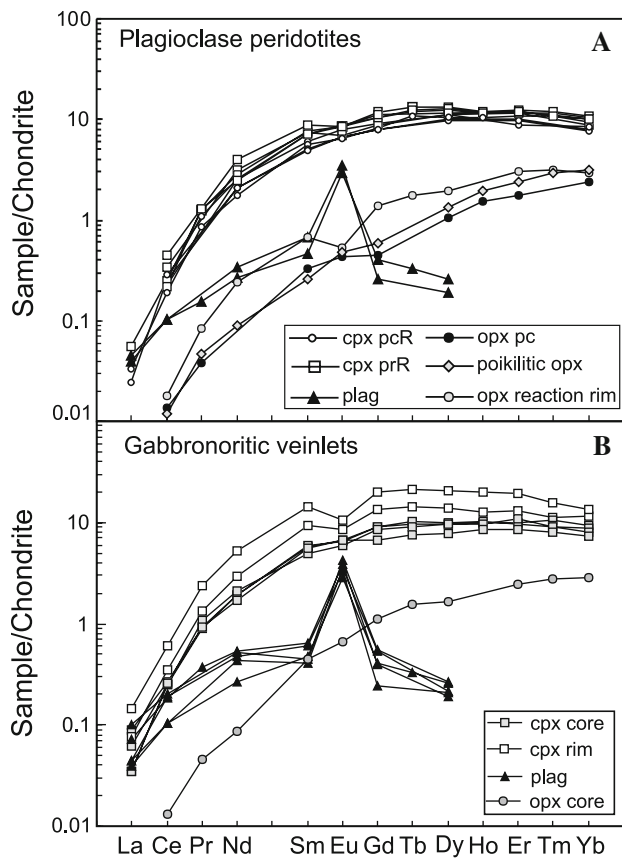 Plagioclase peridotites
A
100
10
1
0.1
0.01
Sample/Chondrite
cpx pcR
cpx prR
plag
opx pc
poikilitic opx
opx reaction rim
Gabbronoritic veinlets
B
10
1
0.1
0.01
Sample/Chondrite
cpx core
cpx rim
plag
opx core
La Ce Pr Nd Sm Eu Gd Tb Dy Ho Er Tm Yb